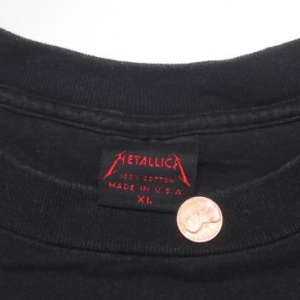 METALLICA
100% COTTON
MADE IN U.S.A
XL